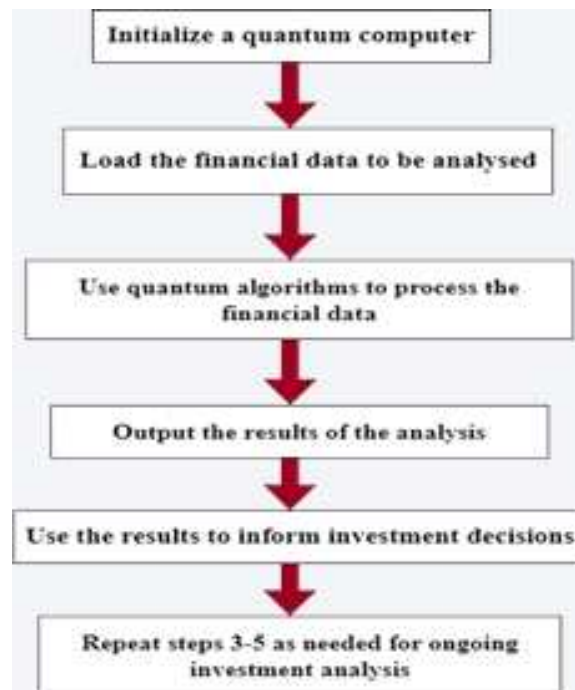 Initialize a quantum computer
Load the financial data to be analysed
Use quantum algorithms to process the
financial data
Output the results of the analysis
Use the results to inform investment decisions
Repeat steps 3-5 as needed for ongoing
investment analysis